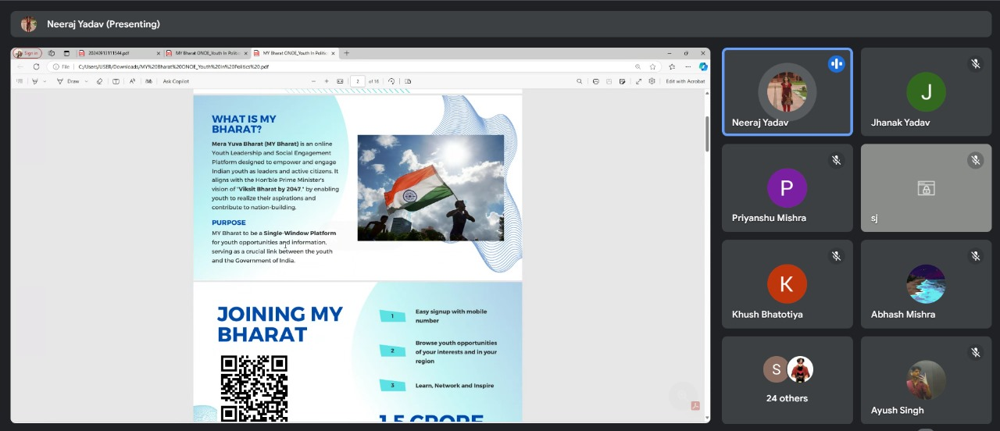 Neeraj Yadav (Presenting)
Sign in
20240913111544.pdf
MY Bharat ONOE_Youth In Politic
MY Bharat ONOE_Youth In Politic
File
C:/Users/USER/Downloads/MY%20Bharat%20ONOE_Youth%20In%20Politics%20.pdf
Draw
Ask Copilot
2 of 16
Edit with Acrobat
WHAT IS MY
BHARAT?
Mera Yuva Bharat (MY Bharat) is an online
Youth Leadership and Social Engagement
Platform designed to empower and engage
Indian youth as leaders and active citizens. It
aligns with the Hon'ble Prime Minister's
vision of "Viksit Bharat by 2047," by enabling
youth to realize their aspirations and
contribute to nation-building.
PURPOSE
MY Bharat to be a Single-Window Platform
for youth opportunities and information,
serving as a crucial link between the youth
and the Government of India.
JOINING MY
BHARAT
1
Easy signup with mobile
number
2
Browse youth opportunities
of your interests and in your
region
3
Learn, Network and Inspire
1.5 CRORE
Neeraj Yadav
J
Jhanak Yadav
P
Priyanshu Mishra
sj
K
Khush Bhatotiya
Abhash Mishra
S
24 others
Ayush Singh